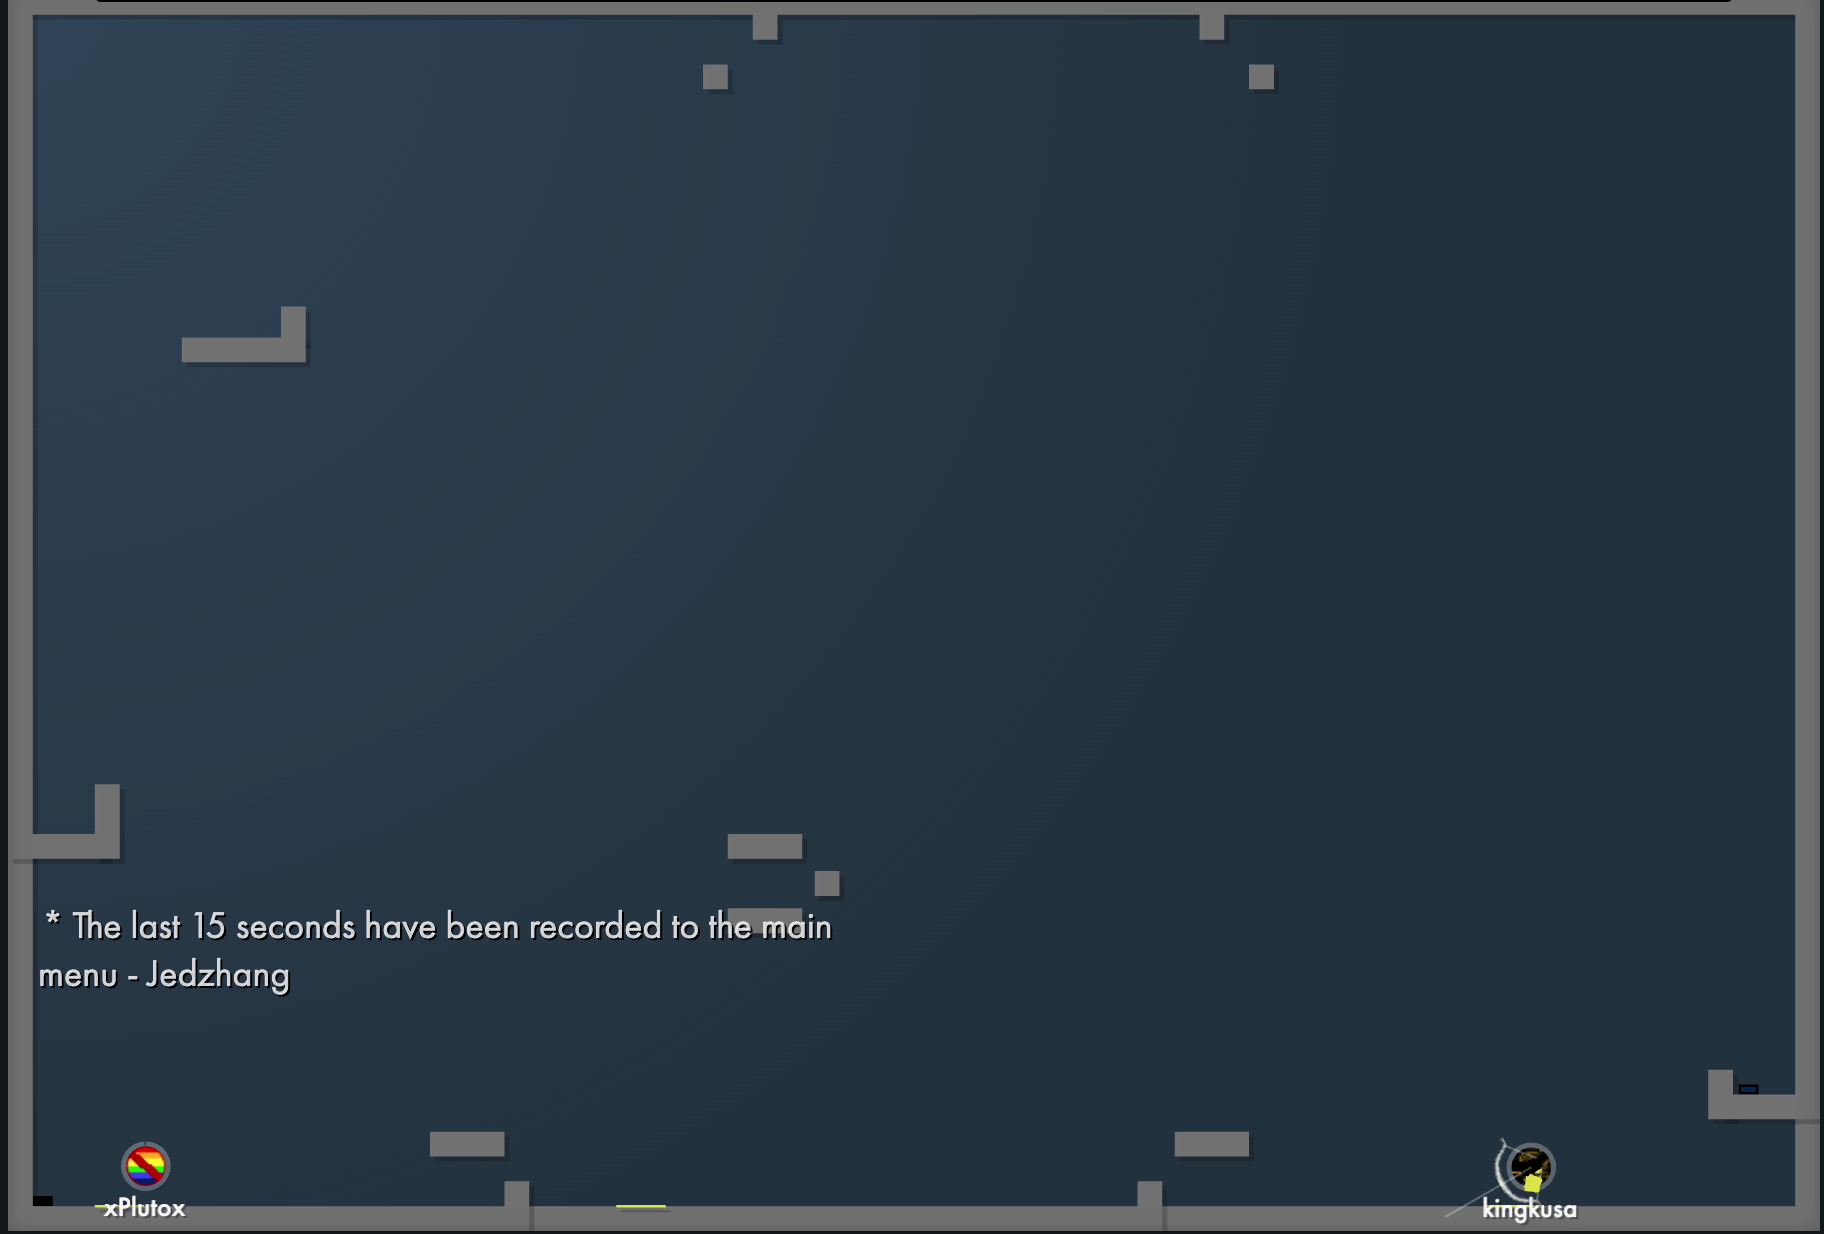 * The last 15 seconds have been recorded to the main
menu - Jedzhang
xPlutox
kingkusa